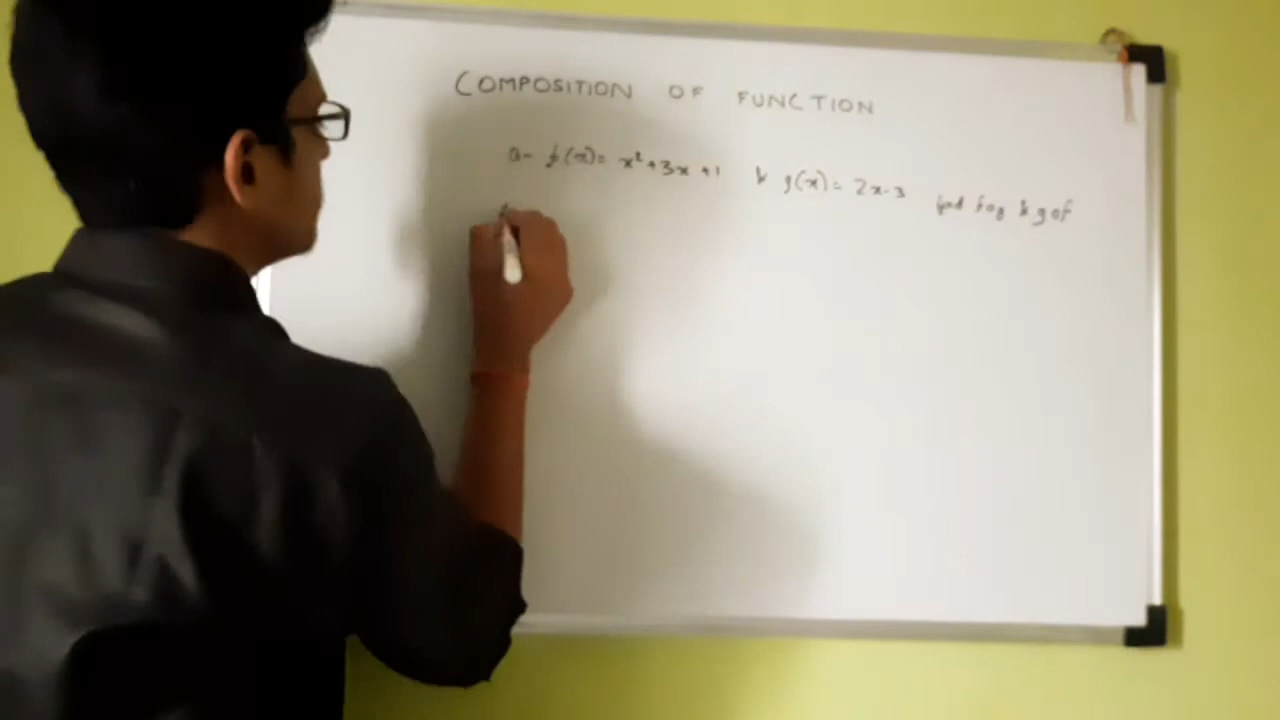 COMPOSITION OF FUNCTION
Q- f(x)= x²+3x+1 & g(x)= 2x-3 find fog & gof